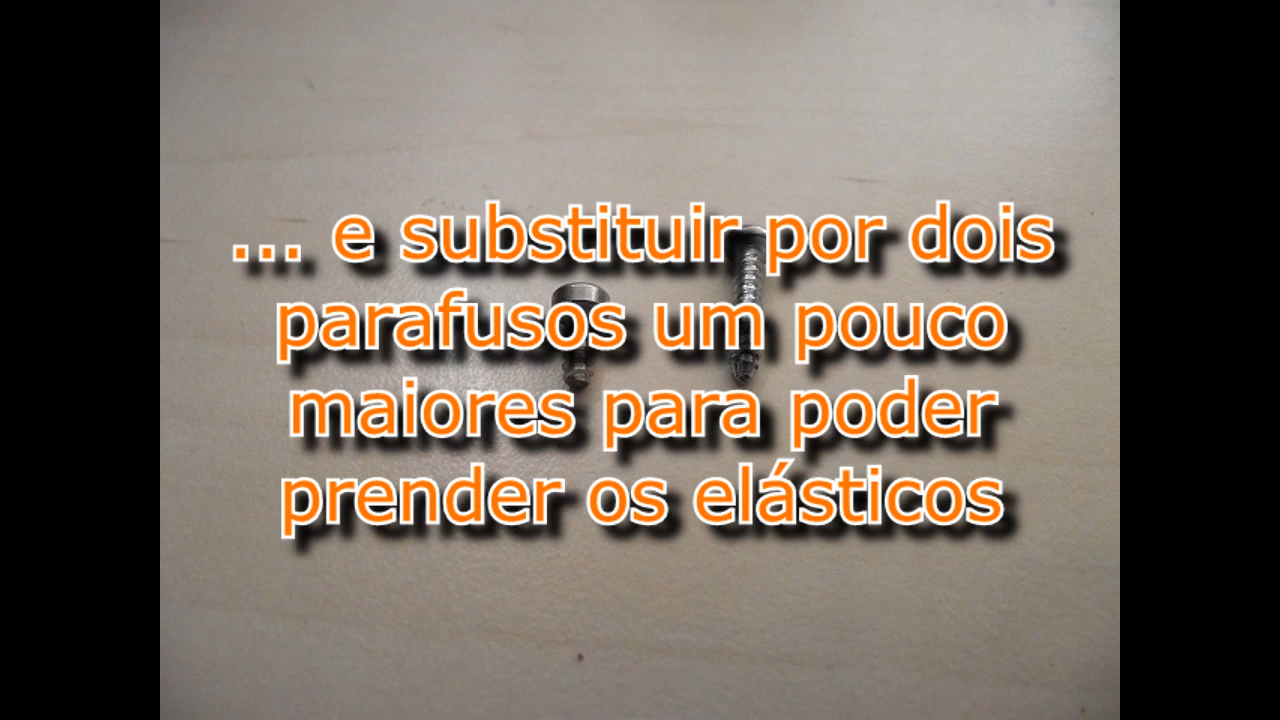 ... e substituir por dois
parafusos um pouco
maiores para poder
prender os elásticos